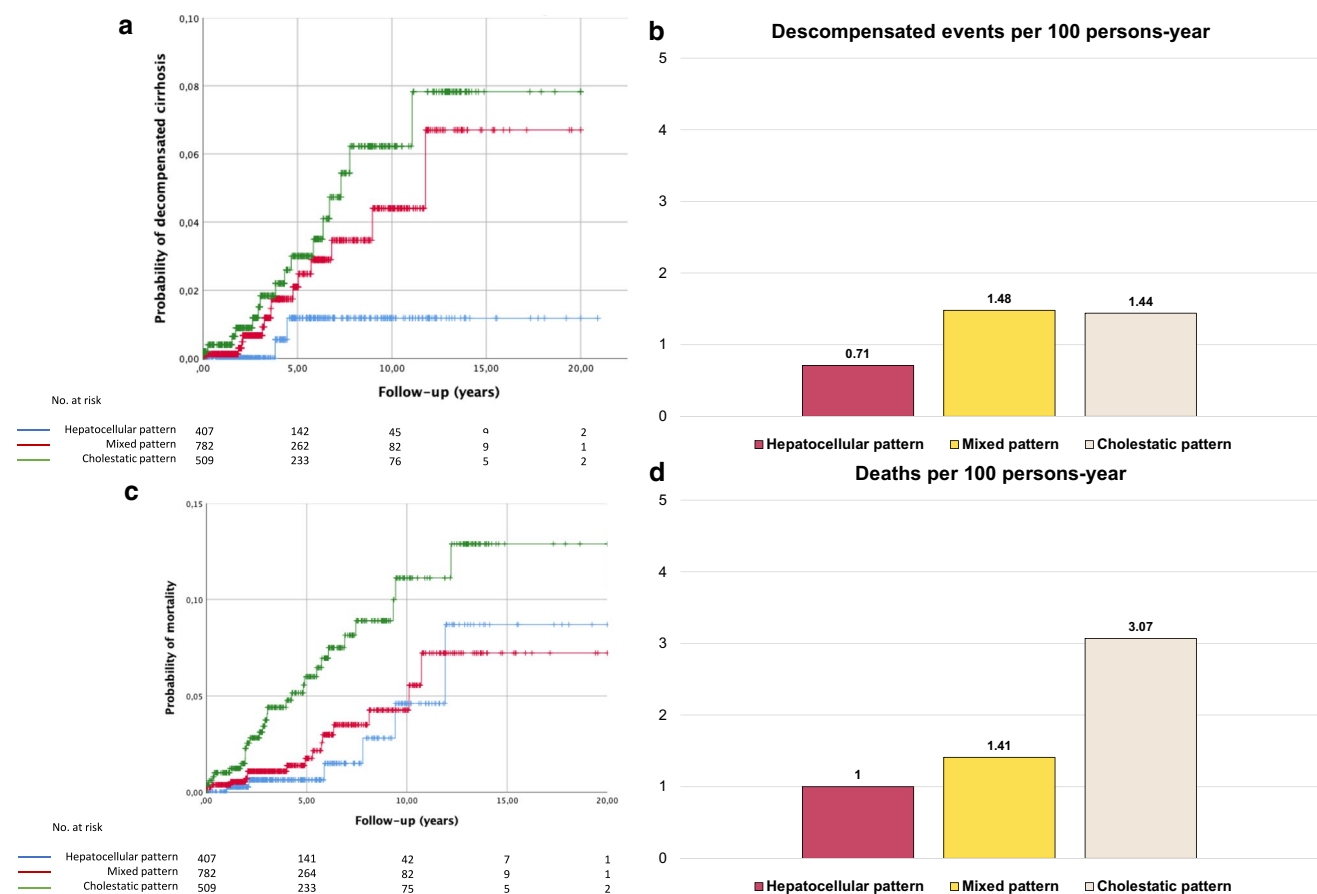 a
0,10
0,08
0,06
0,04
0,02
0,00
Probability of decompensated cirrhosis
,00 5,00 10,00 15,00 20,00
Follow-up (years)
No. at risk
Hepatocellular pattern 407 142 45 9 2
Mixed pattern 782 262 82 9 1
Cholestatic pattern 509 233 76 5 2
b
Descompensated events per 100 persons-year
5
4
3
2
1
0
0.71
1.48
1.44
Hepatocellular pattern Mixed pattern Cholestatic pattern
c
0,15
0,10
0,05
0,00
Probability of mortality
,00 5,00 10,00 15,00 20,00
Follow-up (years)
No. at risk
Hepatocellular pattern 407 141 42 7 1
Mixed pattern 782 264 82 9 1
Cholestatic pattern 509 233 75 5 2
d
Deaths per 100 persons-year
5
4
3
2
1
0
1
1.41
3.07
Hepatocellular pattern Mixed pattern Cholestatic pattern